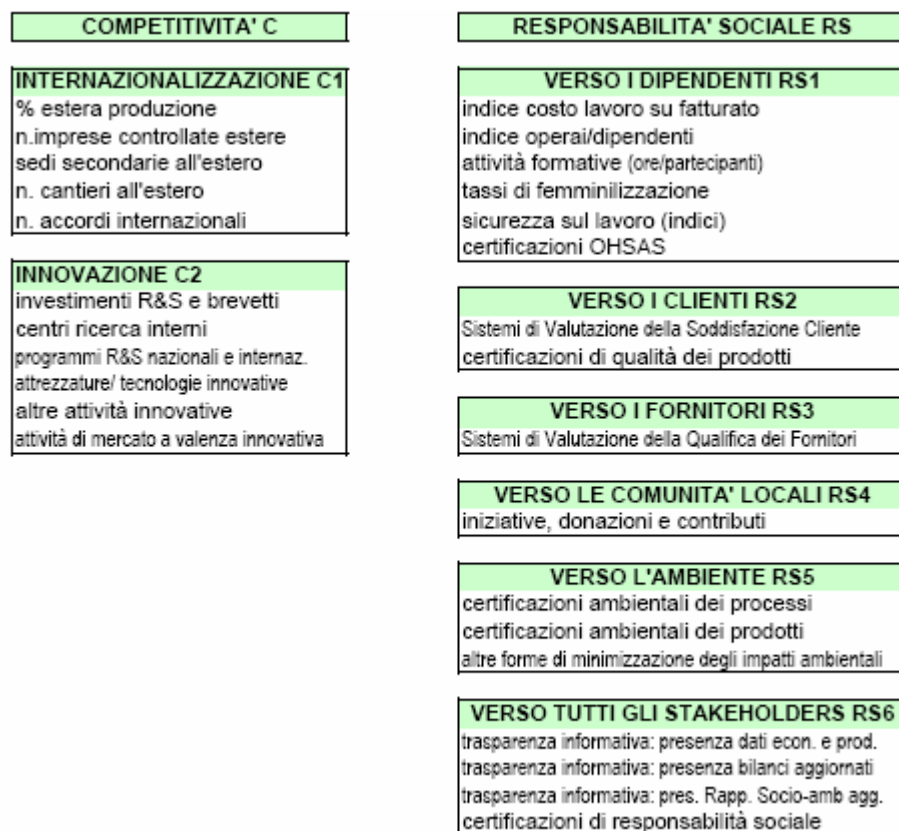 COMPETITIVITA' C
INTERNAZIONALIZZAZIONE C1
% estera produzione
n.imprese controllate estere
sedi secondarie all'estero
n. cantieri all'estero
n. accordi internazionali
INNOVAZIONE C2
investimenti R&S e brevetti
centri ricerca interni
programmi R&S nazionali e internaz.
attrezzature/ tecnologie innovative
altre attività innovative
attività di mercato a valenza innovativa
RESPONSABILITA' SOCIALE RS
VERSO I DIPENDENTI RS1
indice costo lavoro su fatturato
indice operai/dipendenti
attività formative (ore/partecipanti)
tassi di femminilizzazione
sicurezza sul lavoro (indici)
certificazioni OHSAS
VERSO I CLIENTI RS2
Sistemi di Valutazione della Soddisfazione Cliente
certificazioni di qualità dei prodotti
VERSO I FORNITORI RS3
Sistemi di Valutazione della Qualifica dei Fornitori
VERSO LE COMUNITA' LOCALI RS4
iniziative, donazioni e contributi
VERSO L'AMBIENTE RS5
certificazioni ambientali dei processi
certificazioni ambientali dei prodotti
altre forme di minimizzazione degli impatti ambientali
VERSO TUTTI GLI STAKEHOLDERS RS6
trasparenza informativa: presenza dati econ. e prod.
trasparenza informativa: presenza bilanci aggiornati
trasparenza informativa: pres. Rapp. Socio-amb agg.
certificazioni di responsabilità sociale